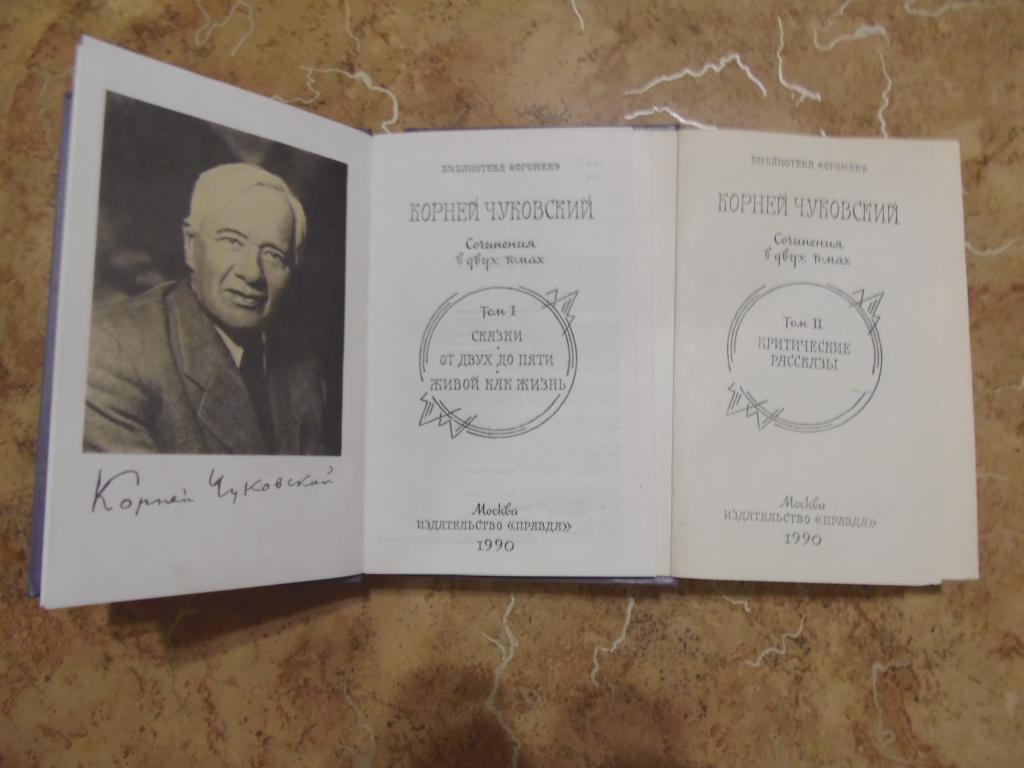 Корней Чуковский
БИБЛИОТЕКА «ОГОНЕК»
КОРНЕЙ ЧУКОВСКИЙ
Сочинения
в двух томах
Том I
СКАЗКИ
•
ОТ ДВУХ ДО ПЯТИ
•
ЖИВОЙ КАК ЖИЗНЬ
Москва
ИЗДАТЕЛЬСТВО «ПРАВДА»
1990
БИБЛИОТЕКА «ОГОНЕК»
КОРНЕЙ ЧУКОВСКИЙ
Сочинения
в двух томах
Том II
КРИТИЧЕСКИЕ
РАССКАЗЫ
Москва
ИЗДАТЕЛЬСТВО «ПРАВДА»
1990